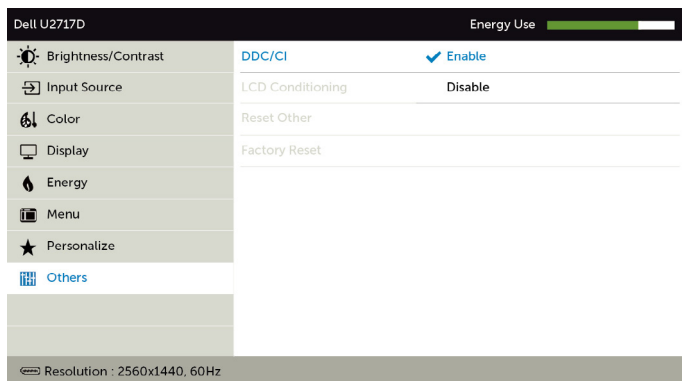 Dell U2717D Energy Use
Brightness/Contrast DDC/CI Enable
Input Source LCD Conditioning Disable
Color Reset Other
Display Factory Reset
Energy
Menu
Personalize
Others
Resolution : 2560x1440, 60Hz